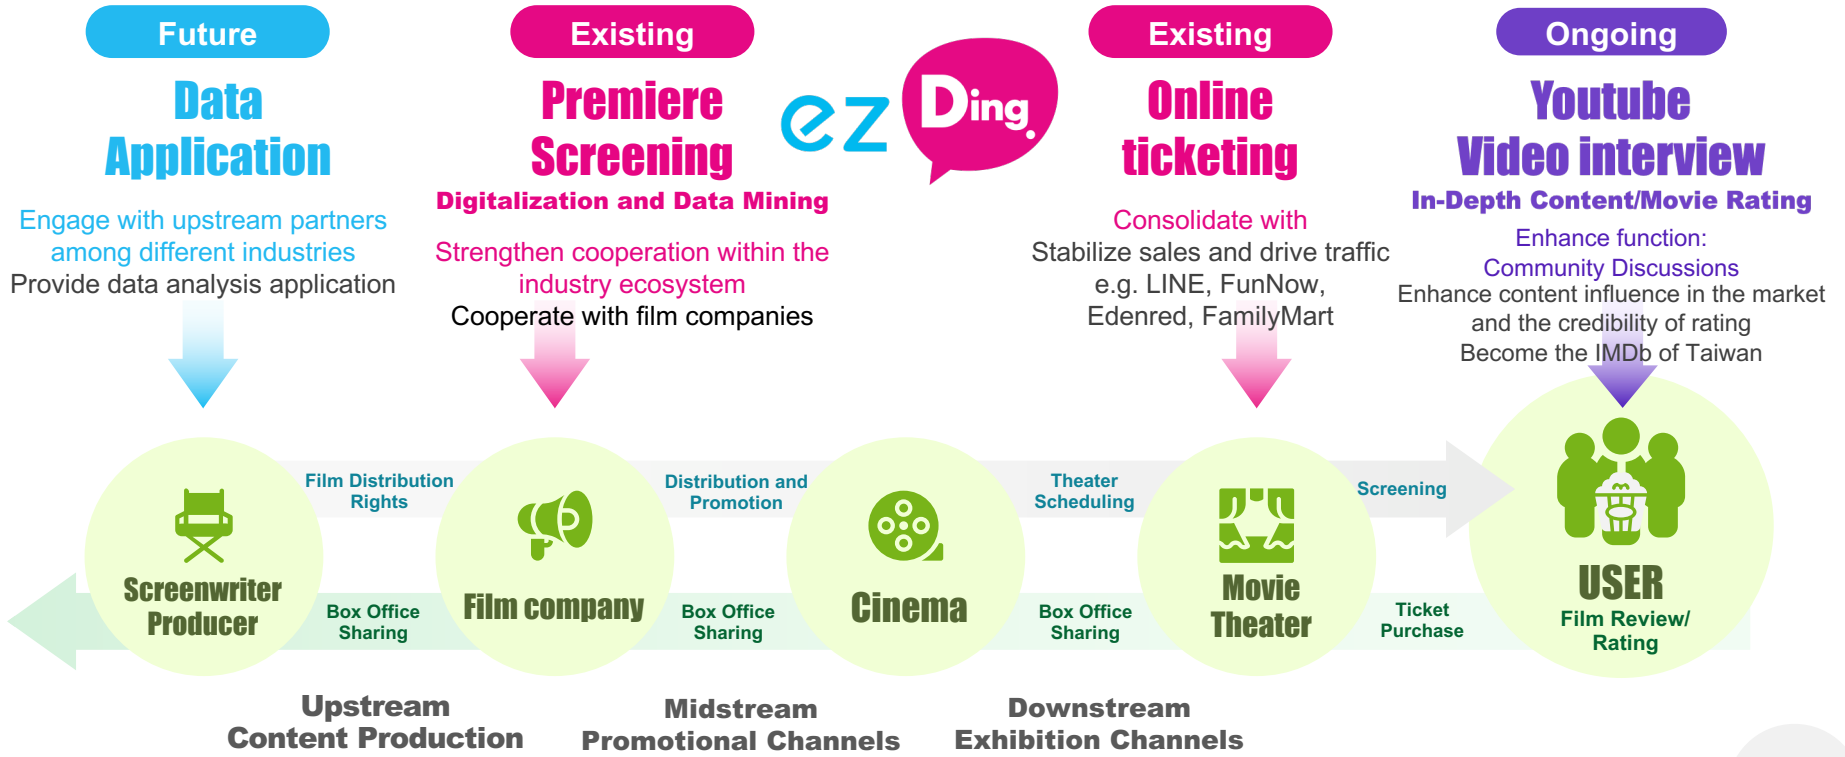 Future
Data
Application
Engage with upstream partners
among different industries
Provide data analysis application
Existing
Premiere
Screening
Digitalization and Data Mining
Strengthen cooperation within the
industry ecosystem
Cooperate with film companies
ez Ding.
Existing
Online
ticketing
Consolidate with
Stabilize sales and drive traffic
e.g. LINE, FunNow,
Edenred, FamilyMart
Ongoing
Youtube
Video interview
In-Depth Content/Movie Rating
Enhance function:
Community Discussions
Enhance content influence in the market
and the credibility of rating
Become the IMDb of Taiwan
Film Distribution
Rights
Distribution and
Promotion
Theater
Scheduling
Screening
Screenwriter
Producer
Box Office
Sharing
Film company
Box Office
Sharing
Cinema
Box Office
Sharing
Movie
Theater
Ticket
Purchase
USER
Film Review/
Rating
Upstream
Content Production
Midstream
Promotional Channels
Downstream
Exhibition Channels